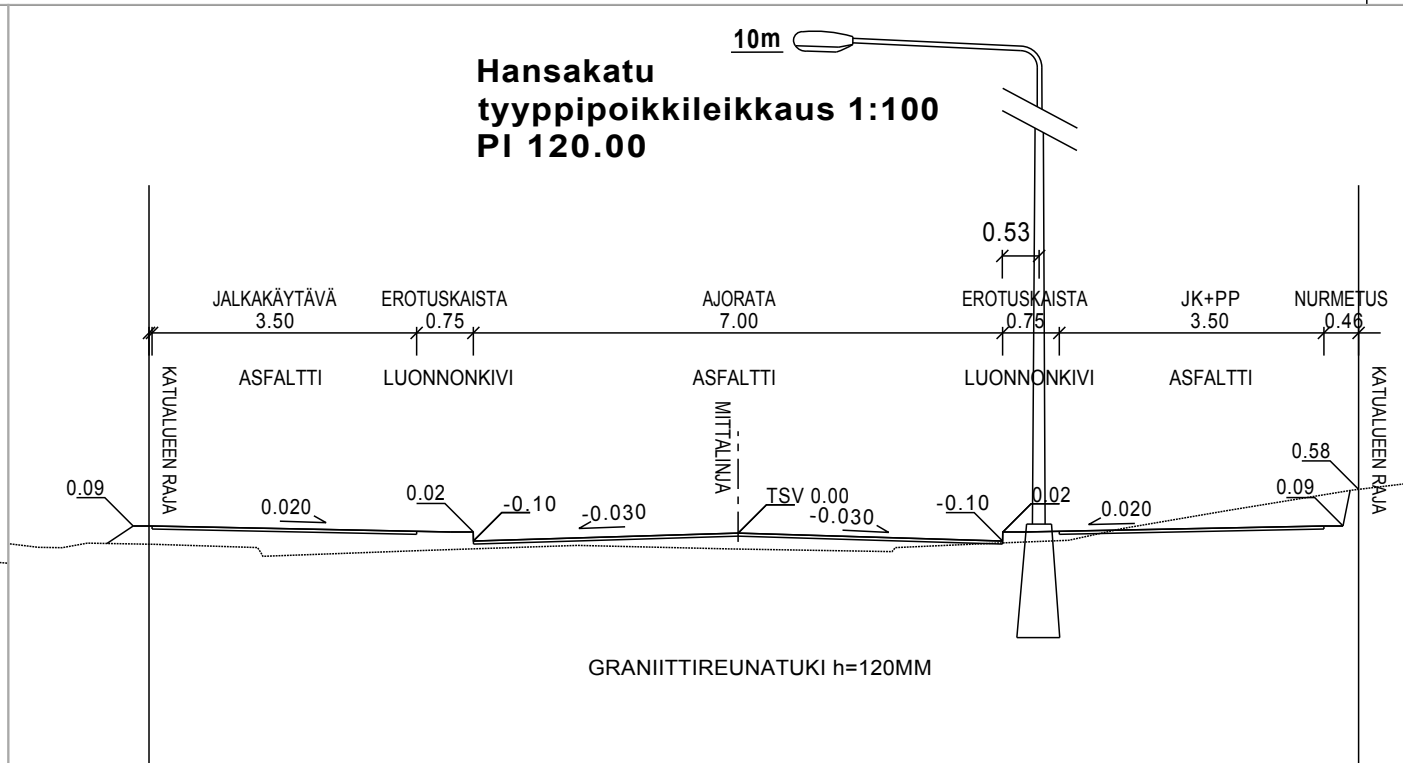 10m
Hansakatu
tyyppipoikkileikkaus 1:100
Pl 120.00
0.53
JALKAKÄYTÄVÄ EROTUSKAISTA AJORATA EROTUSKAISTA JK+PP NURMETUS
3.50 0.75 7.00 0.75 3.50 0.46
ASFALTTI LUONNONKIVI ASFALTTI LUONNONKIVI ASFALTTI
KATUALUEEN RAJA
MITTALINJA
KATUALUEEN RAJA
0.58
0.09 0.02 -0.10 TSV 0.00 -0.10 0.02 0.09
0.020 -0.030 -0.030 0.020
GRANIITTIREUNATUKI h=120MM